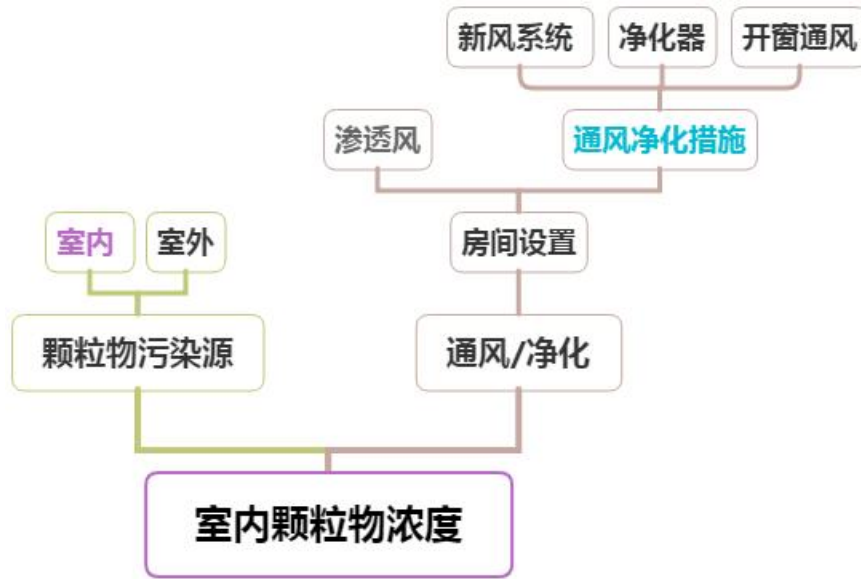 新风系统
净化器
开窗通风
渗透风
通风净化措施
室内
室外
房间设置
颗粒物污染源
通风/净化
室内颗粒物浓度